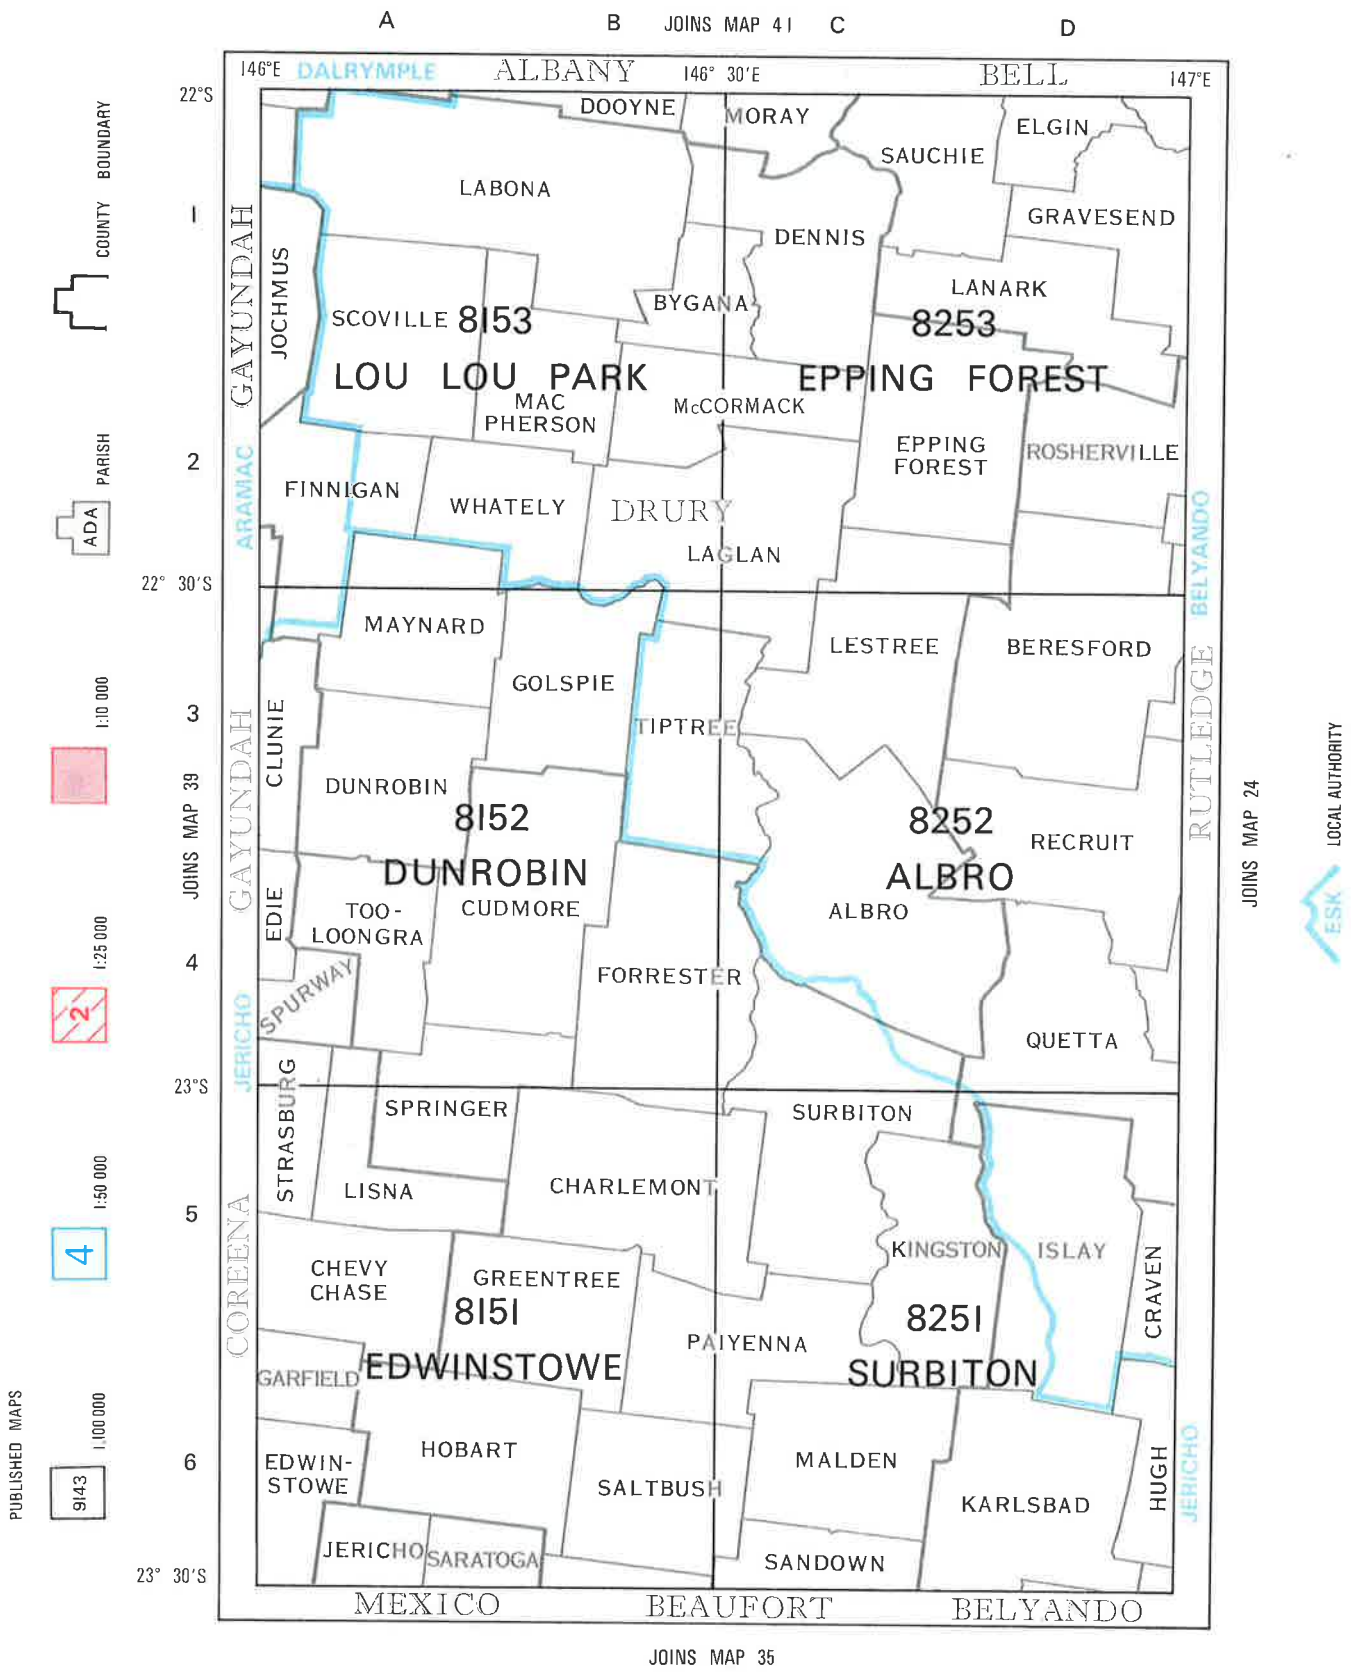 A B JOINS MAP 41 C D
146°E DALRYMPLE ALBANY 146° 30'E BELL 147°E
22°S
DOOYNE MORAY ELGIN
SAUCHIE
LABONA
GRAVESEND
1
GAYUNDAH
JOCHMUS
DENNIS
LANARK
BYGANA
SCOVILLE 8153
8253
LOU LOU PARK EPPING FOREST
MAC
PHERSON
McCORMACK
EPPING
FOREST
ROSHERVILLE
2
ARAMAC
FINNIGAN
WHATELY
DRURY
LAGLAN
BELYANDO
22° 30'S
MAYNARD
LESTREE
BERESFORD
GOLSPIE
RUTLEDGE
3
GAYUNDAH
CLUNIE
TIPTREE
DUNROBIN
8152
8252
RECRUIT
JOINS MAP 39
JOINS MAP 24
DUNROBIN ALBRO
CUDMORE
ALBRO
EDIE
TOO-
LOONGRA
4
SPURWAY
FORRESTER
QUETTA
JERICHO
23°S
STRASBURG
SPRINGER
SURBITON
LISNA
CHARLEMONT
5
COREENA
KINGSTON
ISLAY
CRAVEN
CHEVY
CHASE
GREENTREE
8151
8251
PAIYENNA
EDWINSTOWE SURBITON
GARFIELD
HOBART
MALDEN
6
EDWIN-
STOWE
SALTBUSH
KARLSBAD
HUGH
JERICHO
JERICHO
SARATOGA
SANDOWN
23° 30'S
MEXICO BEAUFORT BELYANDO
JOINS MAP 35
PUBLISHED MAPS
9143
1:100 000
4
1:50 000
2
1:25 000
1:10 000
ADA
PARISH
COUNTY BOUNDARY
ESK
LOCAL AUTHORITY